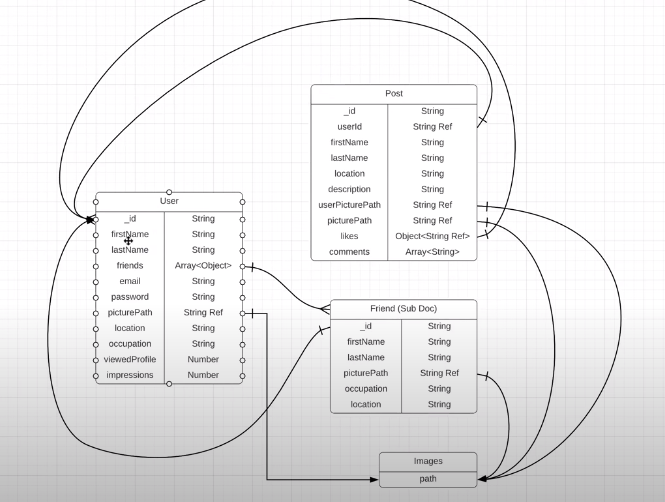 Post
_id String
userId String Ref
firstName String
lastName String
location String
description String
userPicturePath String Ref
picturePath String Ref
likes Object<String Ref>
comments Array<String>
User
_id String
firstName String
lastName String
friends Array<Object>
email String
password String
picturePath String Ref
location String
occupation String
viewedProfile Number
impressions Number
Friend (Sub Doc)
_id String
firstName String
lastName String
picturePath String Ref
occupation String
location String
Images
path